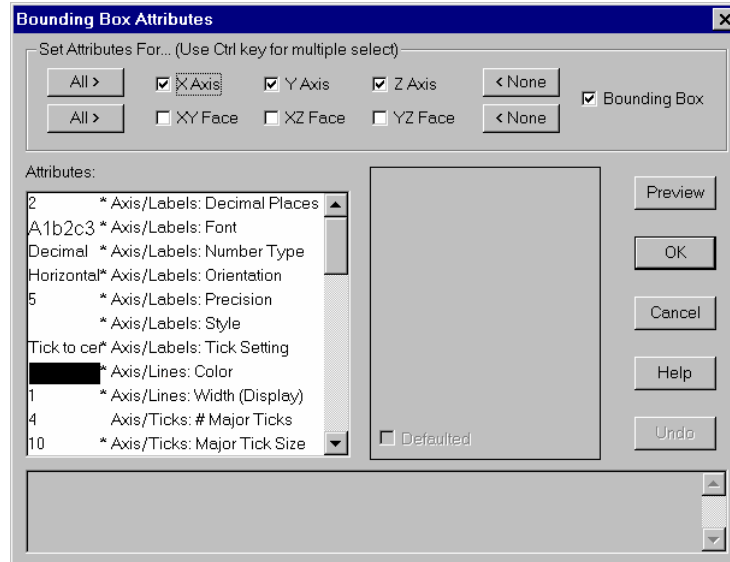 Bounding Box Attributes
Set Attributes For... (Use Ctrl key for multiple select)
All > X Axis Y Axis Z Axis < None
Bounding Box
All > XY Face XZ Face YZ Face < None
Attributes:
2 * Axis/Labels: Decimal Places
A1b2c3 * Axis/Labels: Font
Decimal * Axis/Labels: Number Type
Horizontal* Axis/Labels: Orientation
5 * Axis/Labels: Precision
* Axis/Labels: Style
Tick to cer* Axis/Labels: Tick Setting
* Axis/Lines: Color
1 * Axis/Lines: Width (Display)
4 Axis/Ticks: # Major Ticks
10 * Axis/Ticks: Major Tick Size
Defaulted
Preview
OK
Cancel
Help
Undo